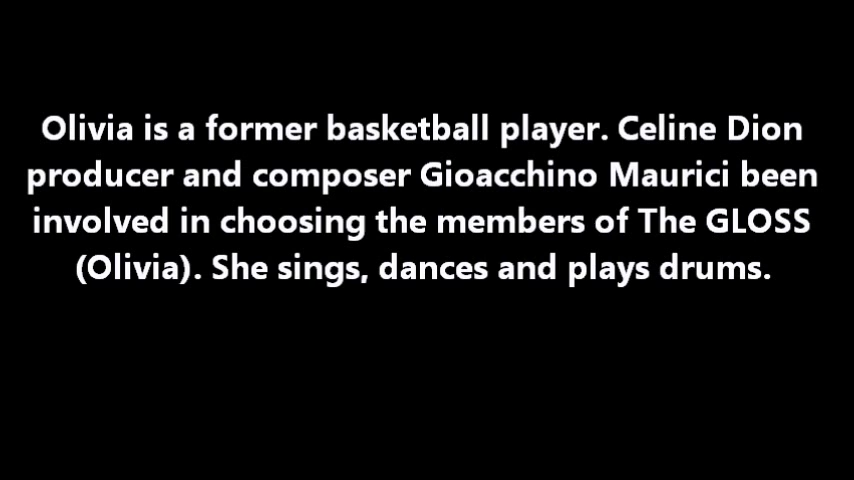 Olivia is a former basketball player. Celine Dion
producer and composer Gioacchino Maurici been
involved in choosing the members of The GLOSS
(Olivia). She sings, dances and plays drums.